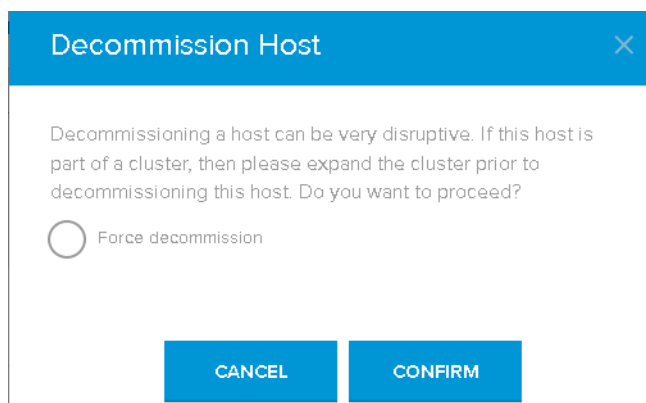 Decommission Host
Decommissioning a host can be very disruptive. If this host is
part of a cluster, then please expand the cluster prior to
decommissioning this host. Do you want to proceed?
Force decommission
CANCEL CONFIRM